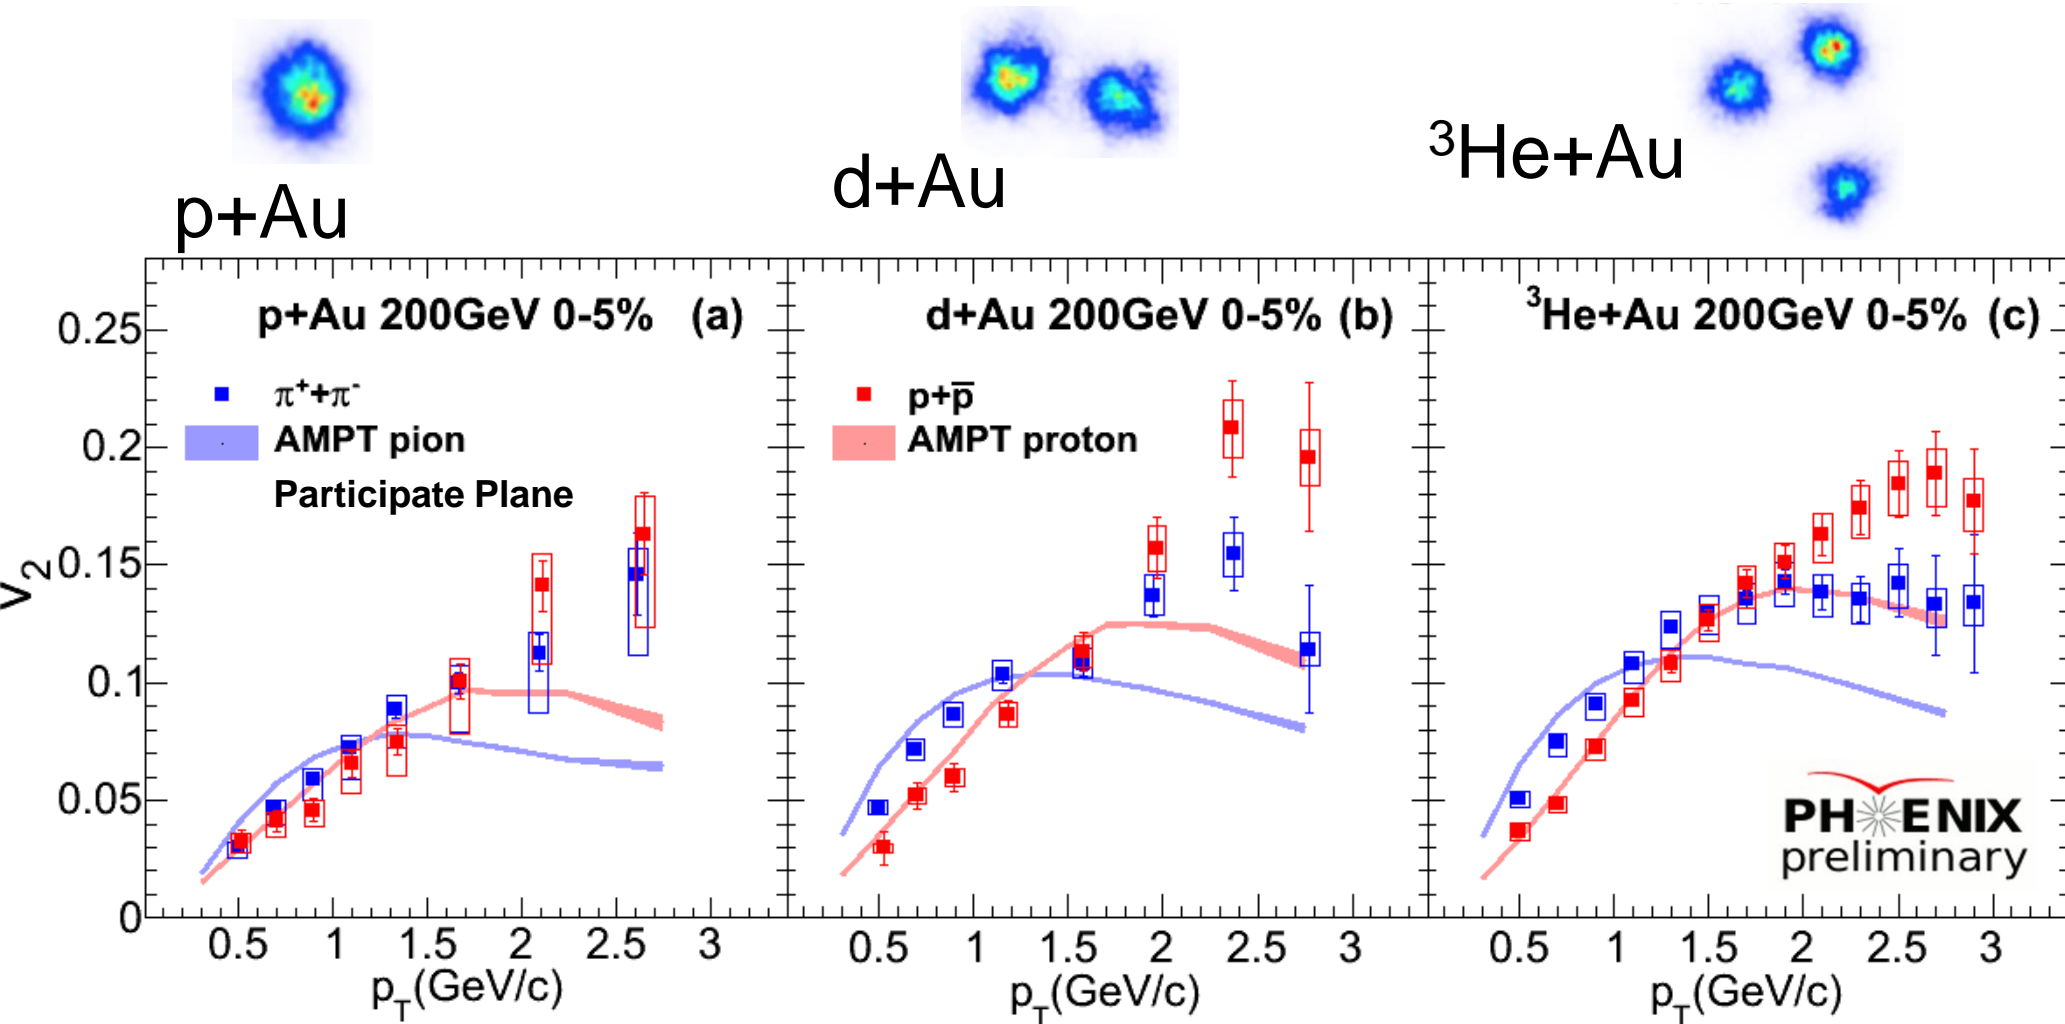 p+Au
d+Au
³He+Au
p+Au 200GeV 0-5% (a)
π⁺+π⁻
AMPT pion
Participate Plane
d+Au 200GeV 0-5% (b)
p+p̅
AMPT proton
³He+Au 200GeV 0-5% (c)
PHENIX
preliminary
v₂
0.25
0.2
0.15
0.1
0.05
0
0.5 1 1.5 2 2.5 3
0.5 1 1.5 2 2.5 3
0.5 1 1.5 2 2.5 3
p_T(GeV/c)
p_T(GeV/c)
p_T(GeV/c)